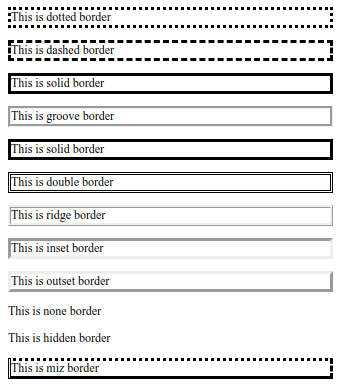 This is dotted border
This is dashed border
This is solid border
This is groove border
This is solid border
This is double border
This is ridge border
This is inset border
This is outset border
This is none border
This is hidden border
This is miz border